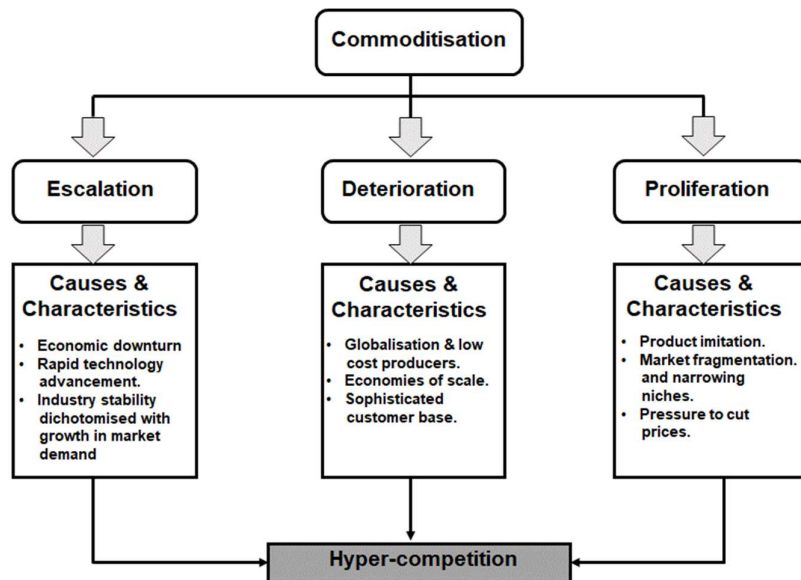 Commoditisation
Escalation
Deterioration
Proliferation
Causes &
Characteristics
• Economic downturn
• Rapid technology
advancement.
• Industry stability
dichotomised with
growth in market
demand
Causes &
Characteristics
• Globalisation & low
cost producers.
• Economies of scale.
• Sophisticated
customer base.
Causes &
Characteristics
• Product imitation.
• Market fragmentation.
and narrowing
niches.
• Pressure to cut
prices.
Hyper-competition